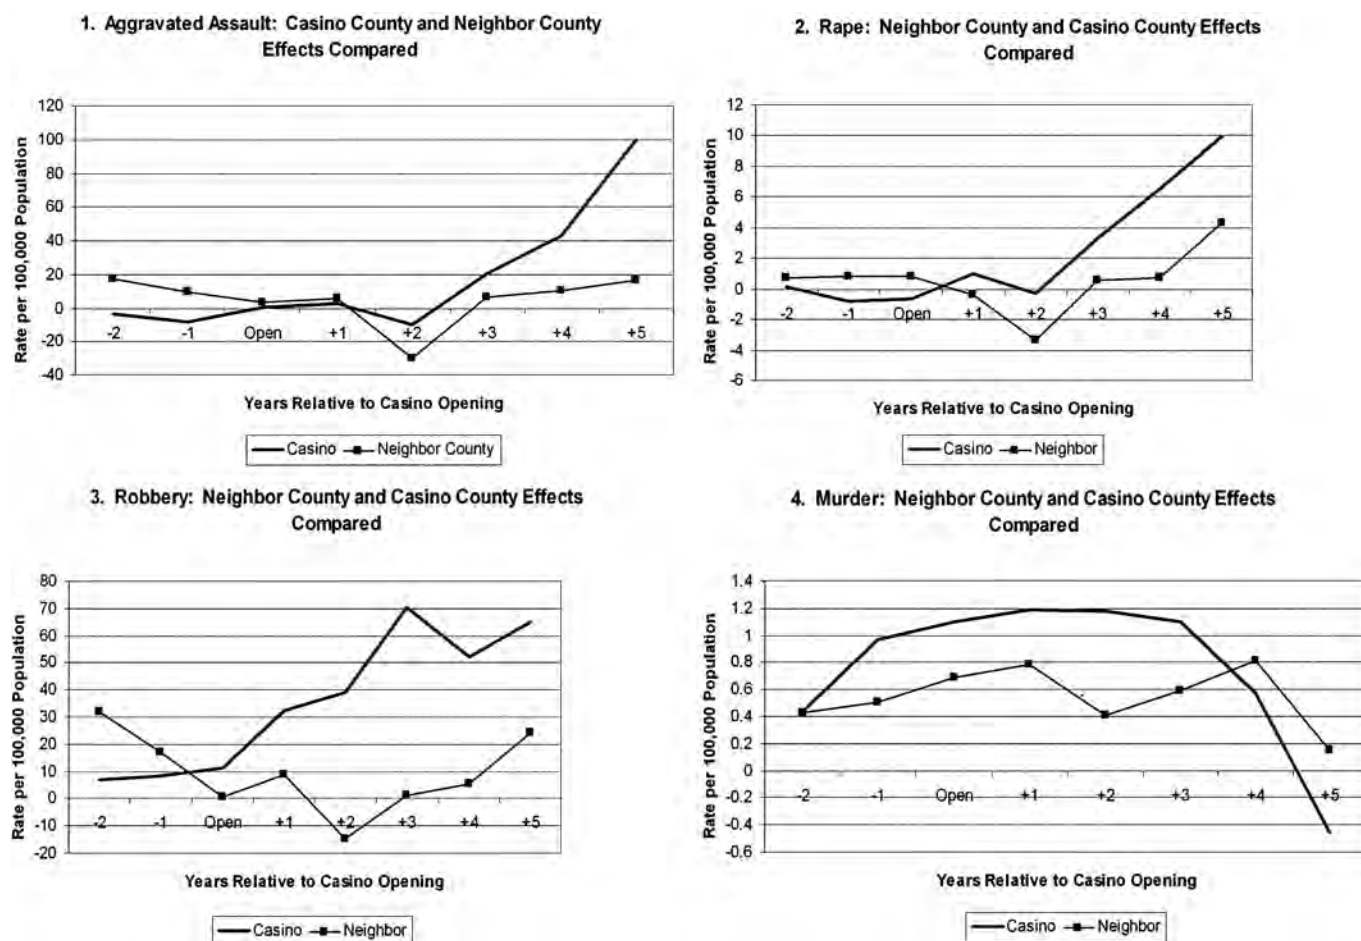 1. Aggravated Assault: Casino County and Neighbor County
Effects Compared
Rate per 100,000 Population
120
100
80
60
40
20
0
-20
-40
-2 -1 Open +1 +2 +3 +4 +5
Years Relative to Casino Opening
Casino Neighbor County
2. Rape: Neighbor County and Casino County Effects
Compared
Rate per 100,000 Population
12
10
8
6
4
2
0
-2
-4
-6
-2 -1 Open +1 +2 +3 +4 +5
Years Relative to Casino Opening
Casino Neighbor
3. Robbery: Neighbor County and Casino County Effects
Compared
Rate per 100,000 Population
80
70
60
50
40
30
20
10
0
-10
-20
-2 -1 Open +1 +2 +3 +4 +5
Years Relative to Casino Opening
Casino Neighbor
4. Murder: Neighbor County and Casino County Effects
Compared
Rate per 100,000 Population
1.4
1.2
1
0.8
0.6
0.4
0.2
0
-0.2
-0.4
-0.6
-2 -1 Open +1 +2 +3 +4 +5
Years Relative to Casino Opening
Casino Neighbor